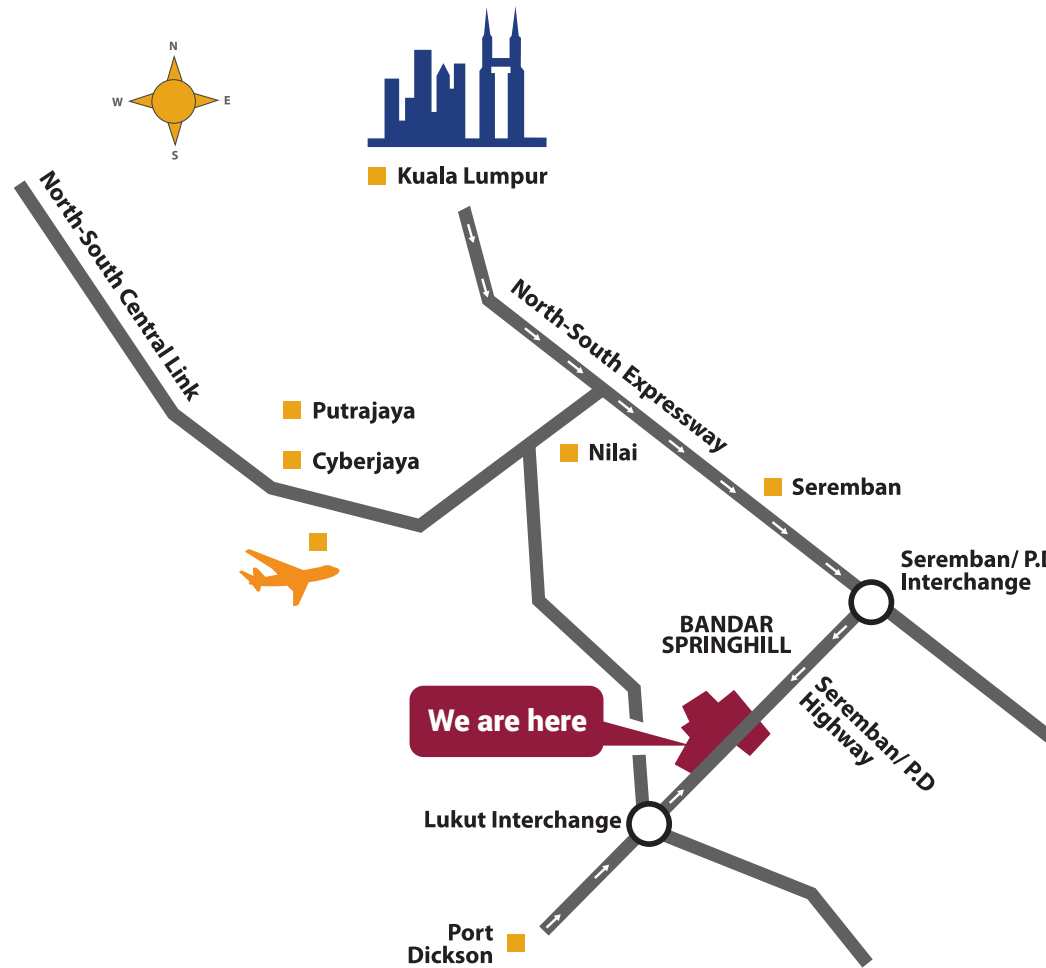 N
W
E
S
Kuala Lumpur
North-South Central Link
North-South Expressway
Putrajaya
Cyberjaya
Nilai
Seremban
Seremban/ P.D
Interchange
BANDAR
SPRINGHILL
We are here
Seremban/ P.D
Highway
Lukut Interchange
Port
Dickson